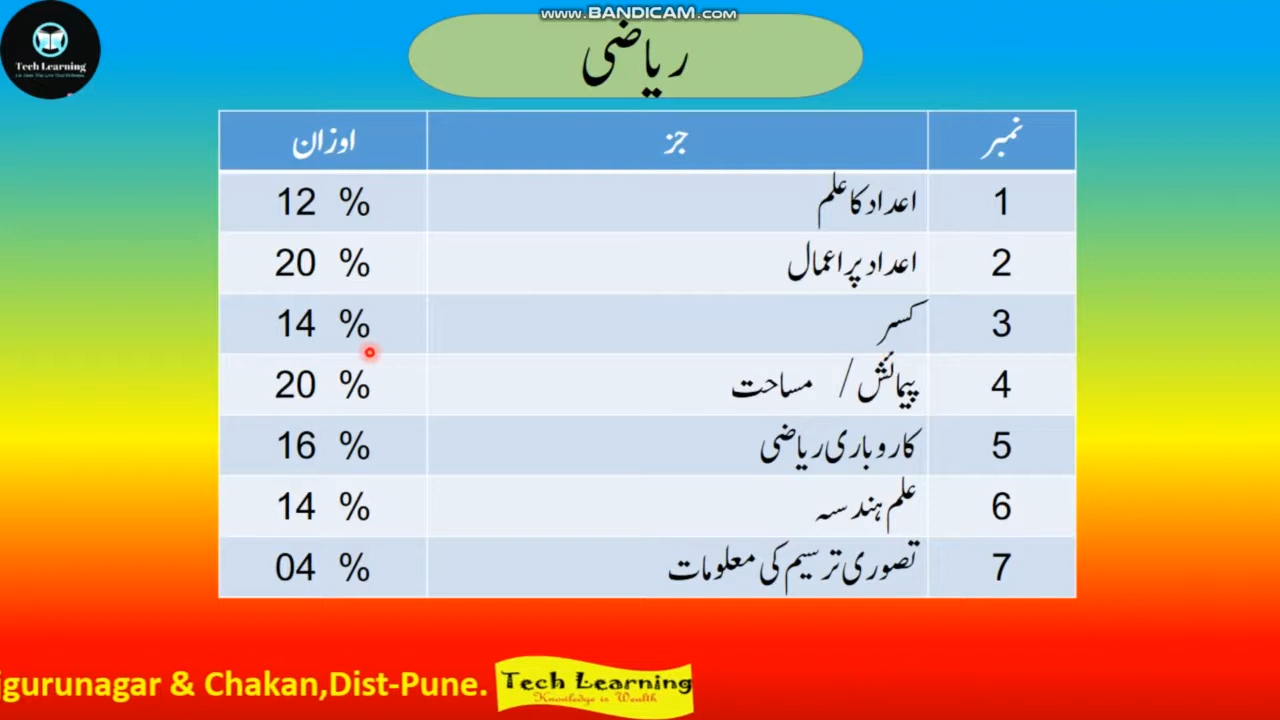 www.BANDICAM.com
Tech Learning
ریاضی
نمبر جز اوزان
1 اعداد کا علم 12 %
2 اعداد پر اعمال 20 %
3 کسر 14 %
4 پیمائش / مساحت 20 %
5 کاروباری ریاضی 16 %
6 علم ہندسہ 14 %
7 تصوری ترسیم کی معلومات 04 %
jgurunagar & Chakan,Dist-Pune.
Tech Learning
Knowledge is Wealth